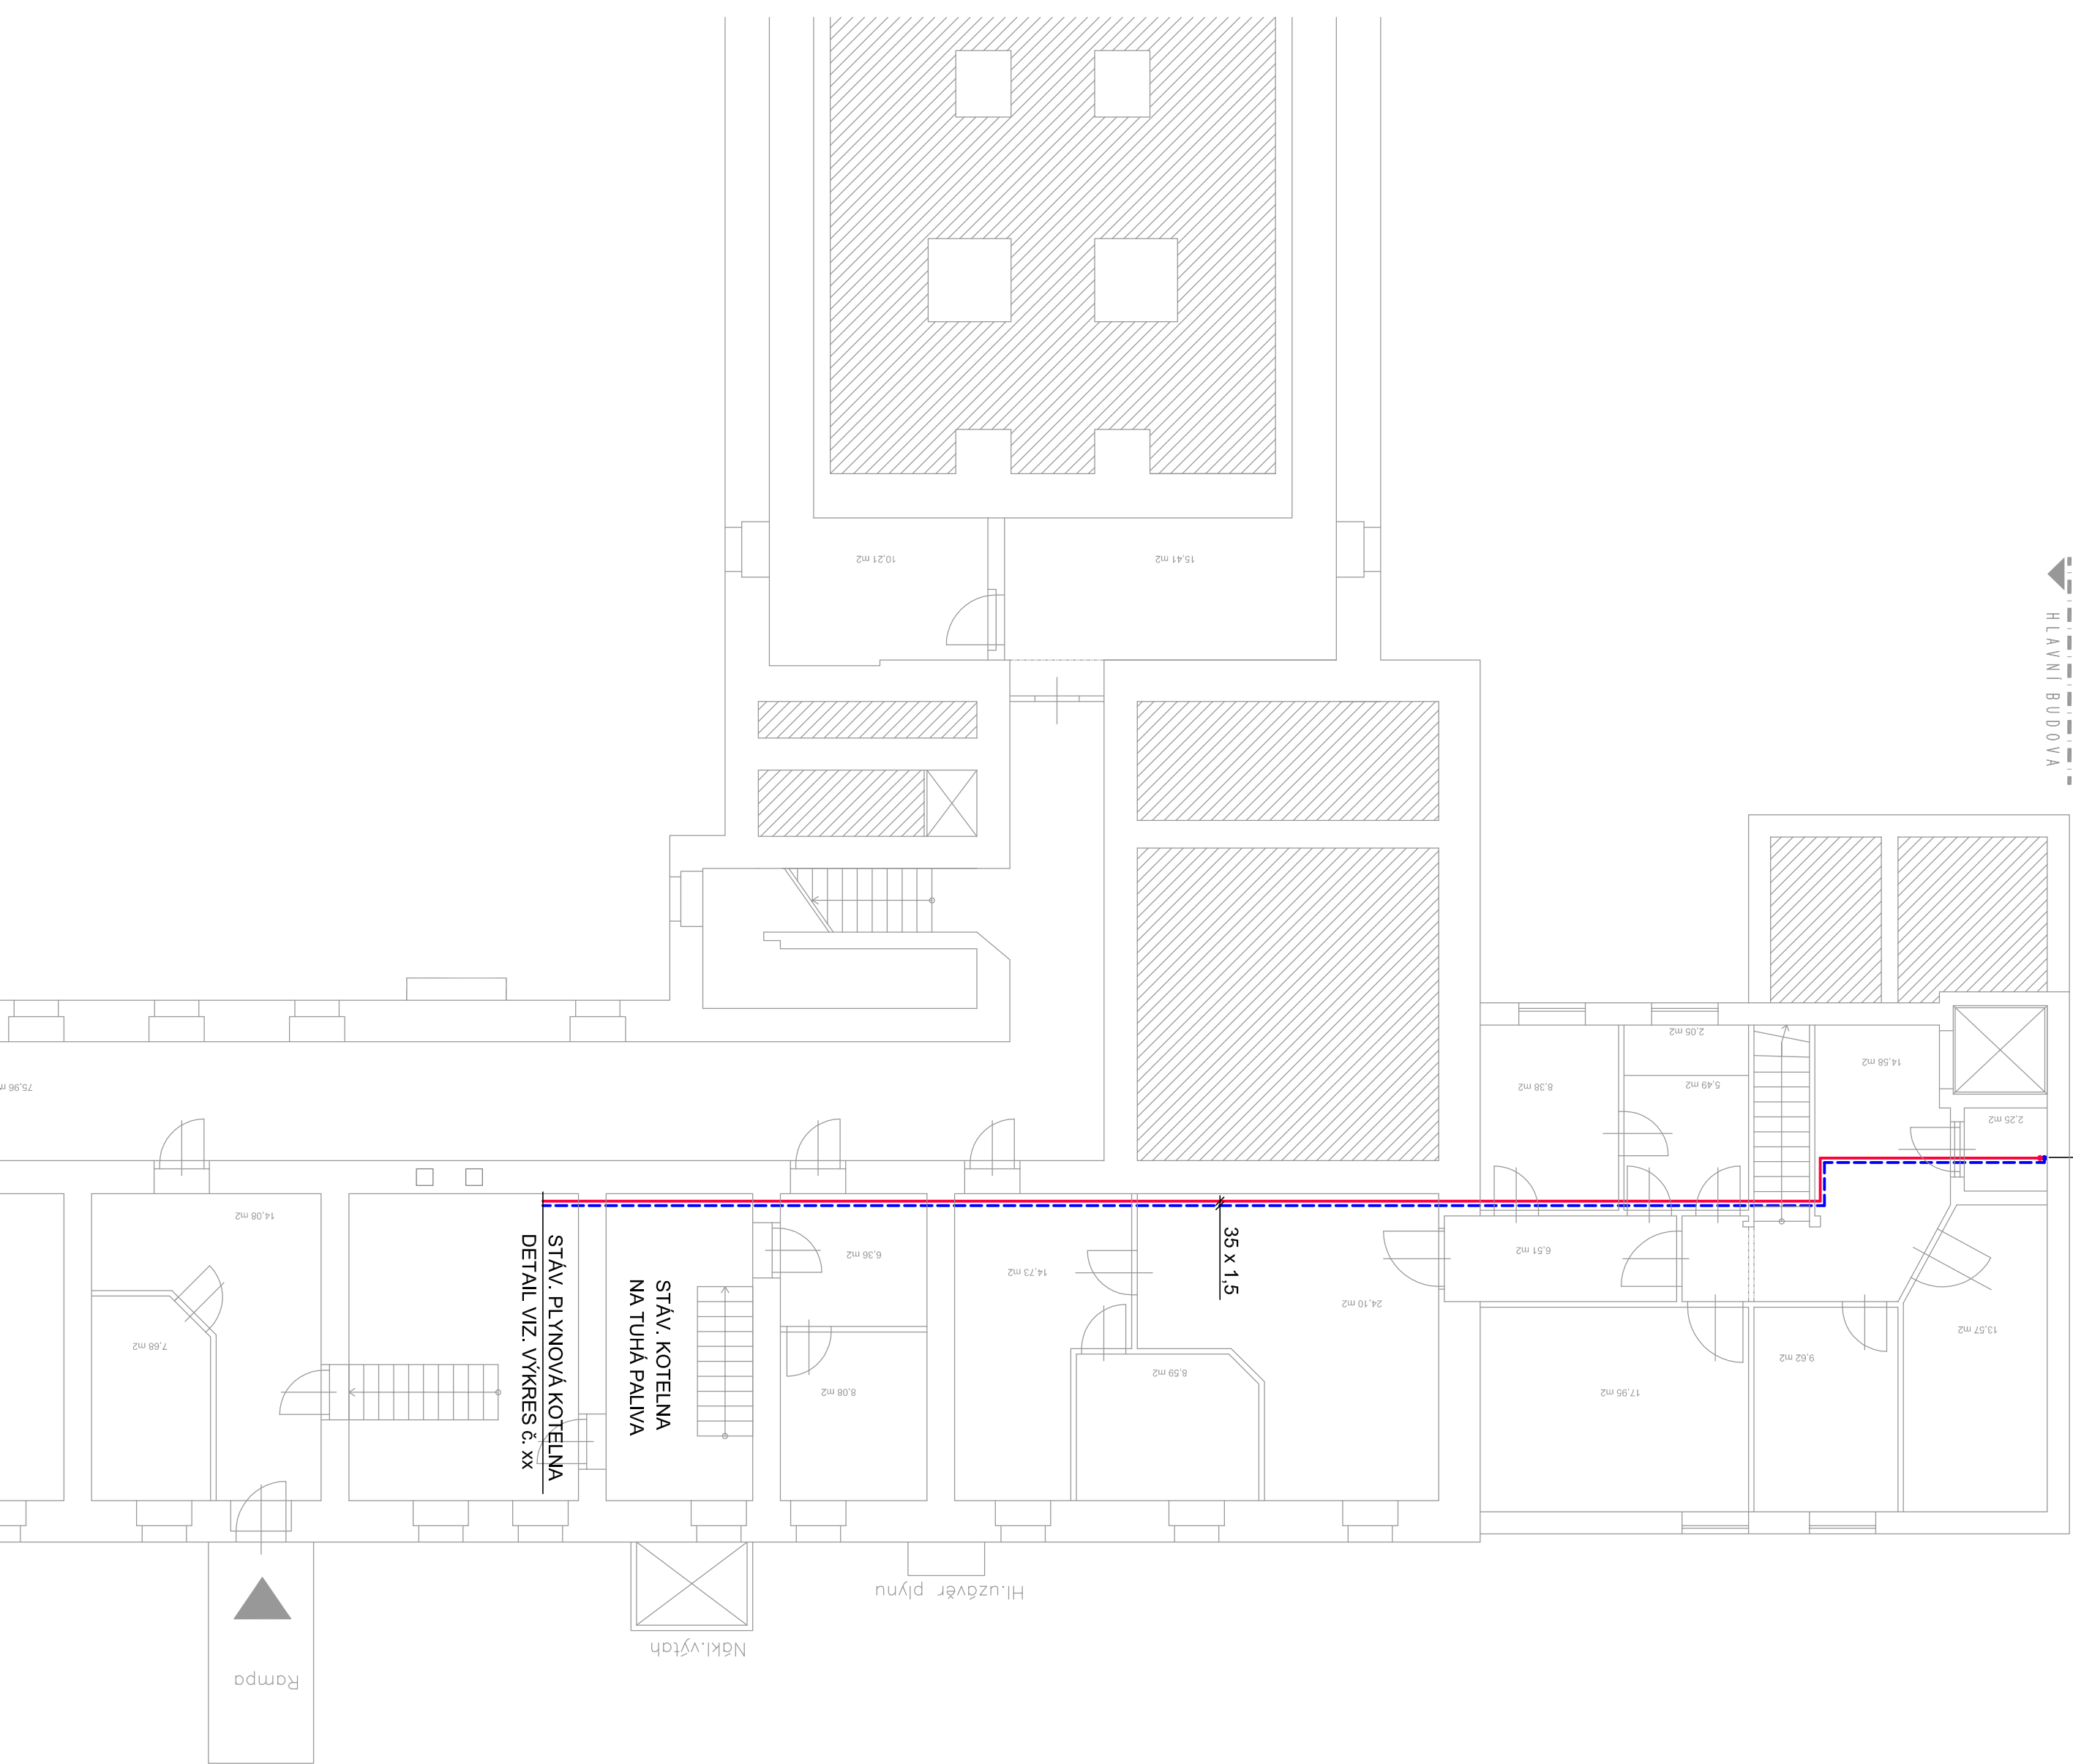 10,21 m2
15,41 m2
HLAVNÍ BUDOVA
2,05 m2
14,58 m2
75,96 m2
8,38 m2
5,49 m2
2,25 m2
14,08 m2
6,36 m2
14,73 m2
35 x 1,5
6,51 m2
24,10 m2
13,57 m2
7,68 m2
STÁV. PLYNOVÁ KOTELNA
DETAIL VIZ. VÝKRES č. xx
STÁV. KOTELNA
NA TUHÁ PALIVA
8,08 m2
8,59 m2
17,95 m2
9,62 m2
Hl.uzávěr plynu
Nákl.výtah
Rampa